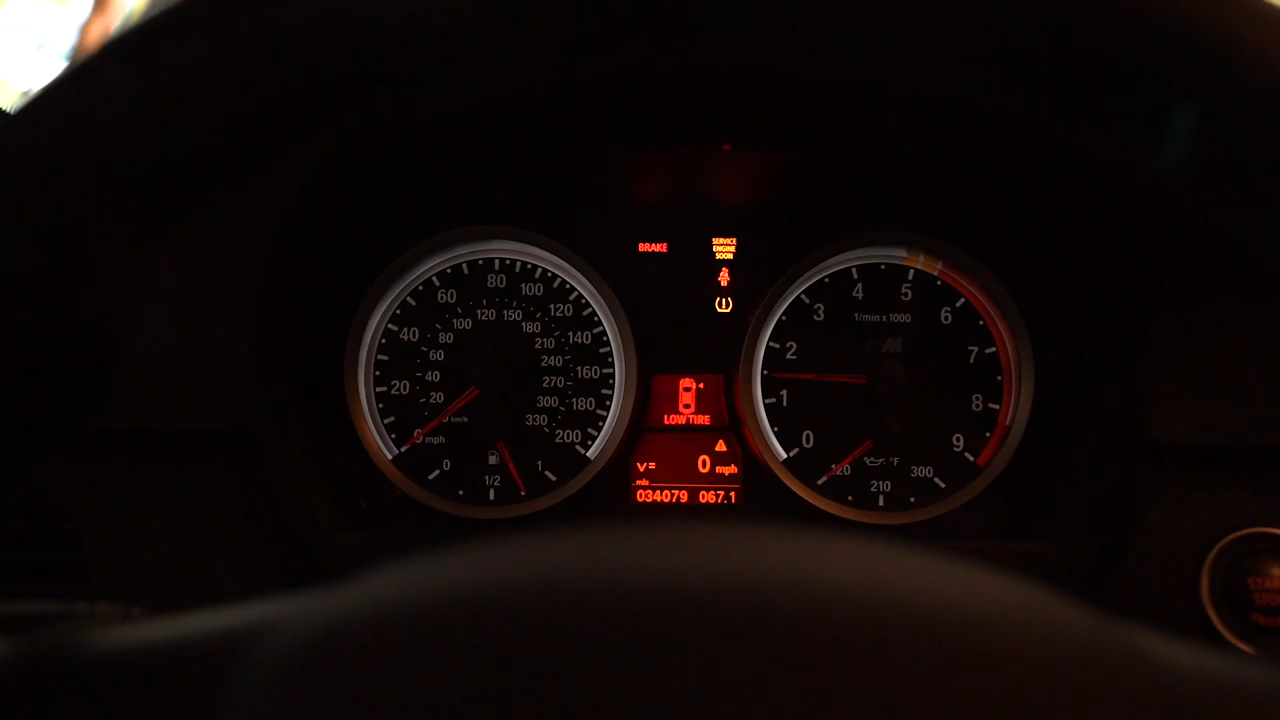 BRAKE
SERVICE
ENGINE
SOON
20 40 60 80 100 120 140 160 180 200
0 mph
20 40 60 80 100 120 150 180 210 240 270 300 330
km/h
0 1/2 1
LOW TIRE
V= 0 mph
mls
034079 067.1
0 1 2 3 4 5 6 7 8 9
1/min x 1000
M
120 210 300
°F